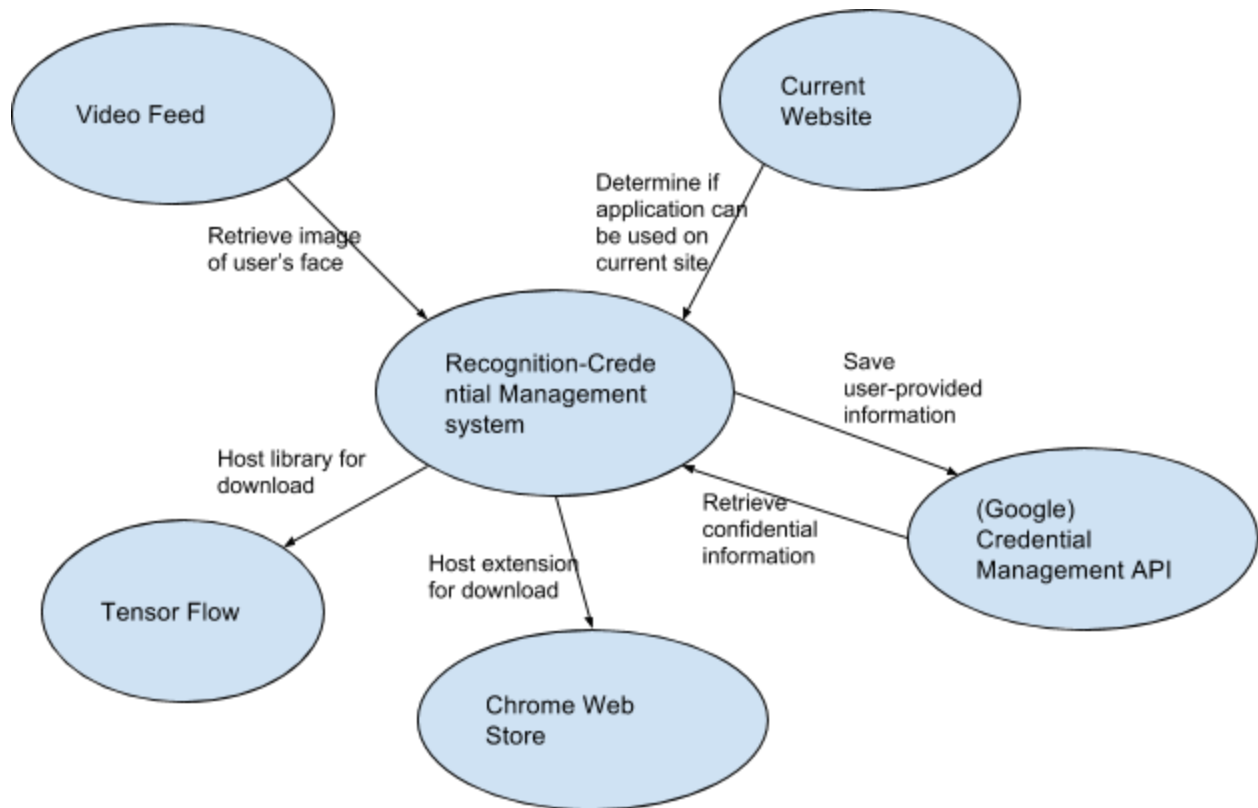 Video Feed
Current
Website
Determine if
application can
be used on
current site
Retrieve image
of user's face
Recognition-Crede
ntial Management
system
Save
user-provided
information
Host library for
download
Retrieve
confidential
information
(Google)
Credential
Management API
Host extension
for download
Tensor Flow
Chrome Web
Store